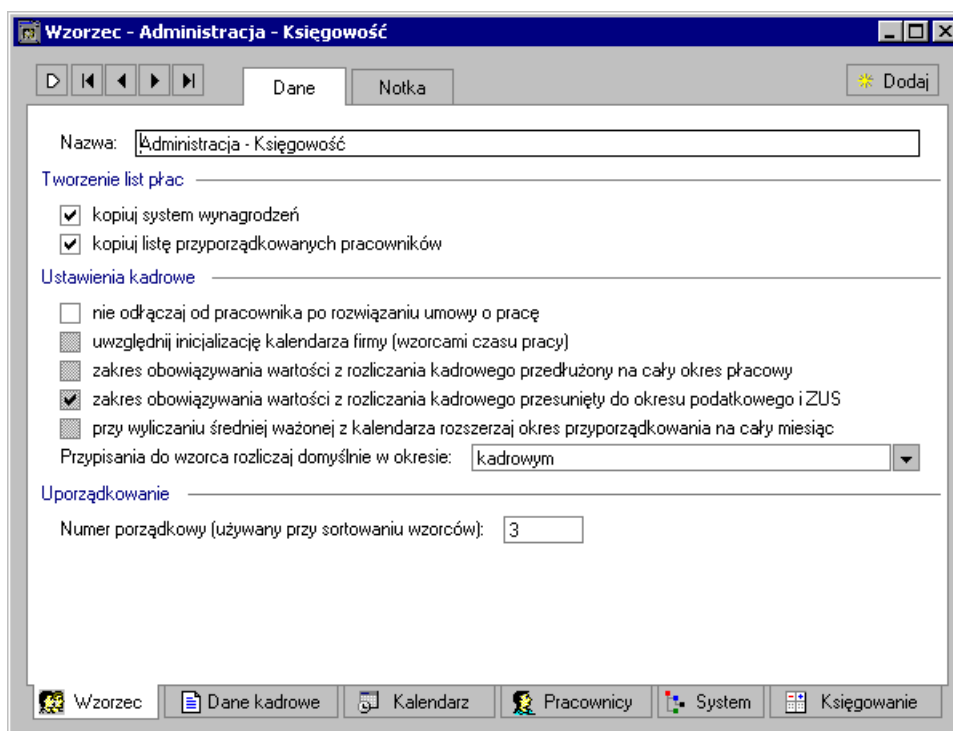 Wzorzec - Administracja - Księgowość
Dane
Notka
Dodaj
Nazwa: Administracja - Księgowość
Tworzenie list płac
kopiuj system wynagrodzeń
kopiuj listę przyporządkowanych pracowników
Ustawienia kadrowe
nie odłączaj od pracownika po rozwiązaniu umowy o pracę
uwzględnij inicjalizację kalendarza firmy (wzorcami czasu pracy)
zakres obowiązywania wartości z rozliczania kadrowego przedłużony na cały okres płacowy
zakres obowiązywania wartości z rozliczania kadrowego przesunięty do okresu podatkowego i ZUS
przy wyliczaniu średniej ważonej z kalendarza rozszerzaj okres przyporządkowania na cały miesiąc
Przypisania do wzorca rozliczaj domyślnie w okresie: kadrowym
Uporządkowanie
Numer porządkowy (używany przy sortowaniu wzorców): 3
Wzorzec
Dane kadrowe
Kalendarz
Pracownicy
System
Księgowanie